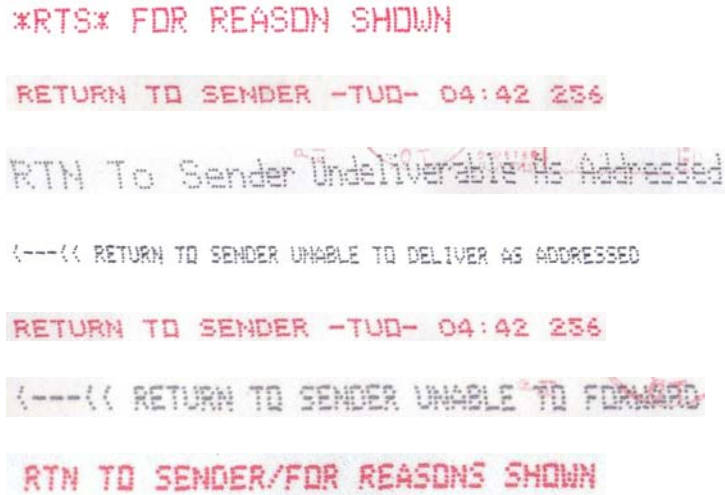 *RTS* FOR REASON SHOWN
RETURN TO SENDER -TUO- 04:42 256
RTN To Sender Undeliverable As Addressed
<---<< RETURN TO SENDER UNABLE TO DELIVER AS ADDRESSED
RETURN TO SENDER -TUO- 04:42 256
<---<< RETURN TO SENDER UNABLE TO FORWARD
RTN TO SENDER/FOR REASONS SHOWN